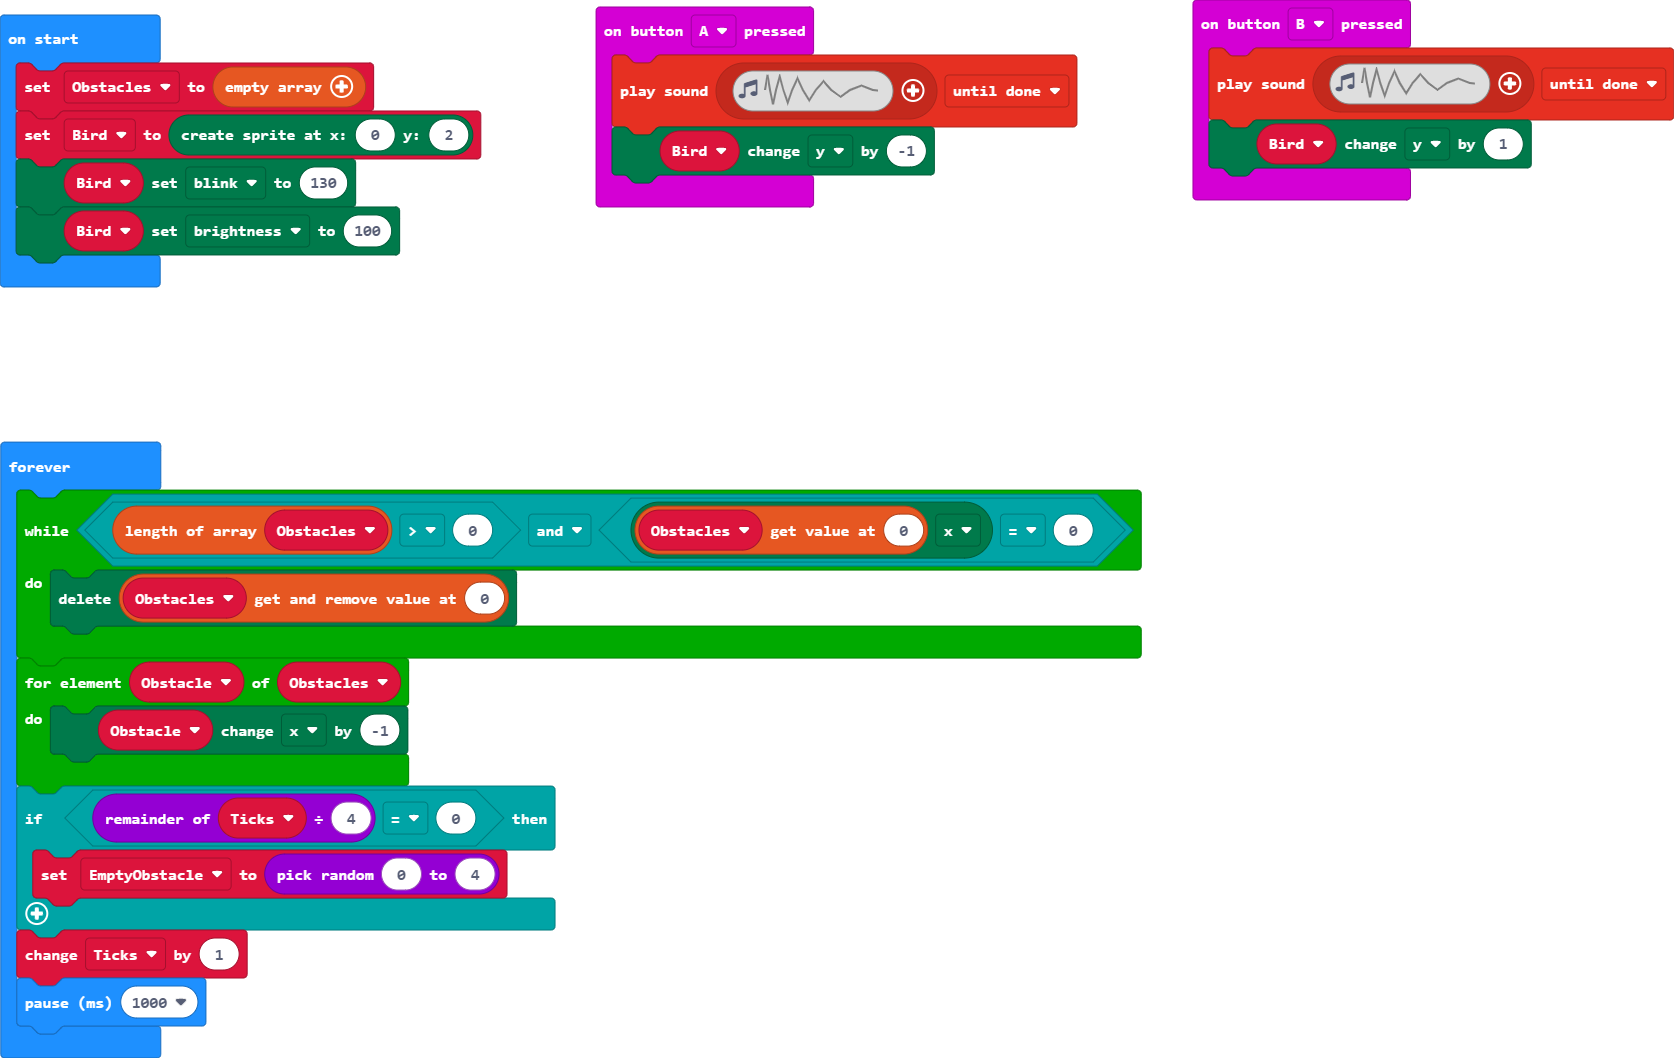 on start
set Obstacles to empty array
set Bird to create sprite at x: 0 y: 2
Bird set blink to 130
Bird set brightness to 100
on button A pressed
play sound until done
Bird change y by -1
on button B pressed
play sound until done
Bird change y by 1
forever
while length of array Obstacles > 0 and Obstacles get value at 0 x = 0
do
delete Obstacles get and remove value at 0
for element Obstacle of Obstacles
do
Obstacle change x by -1
if remainder of Ticks ÷ 4 = 0 then
set EmptyObstacle to pick random 0 to 4
change Ticks by 1
pause (ms) 1000